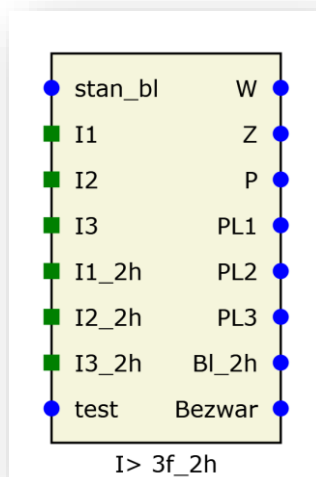 stan_bl W
I1 Z
I2 P
I3 PL1
I1_2h PL2
I2_2h PL3
I3_2h Bl_2h
test Bezwar
I> 3f_2h